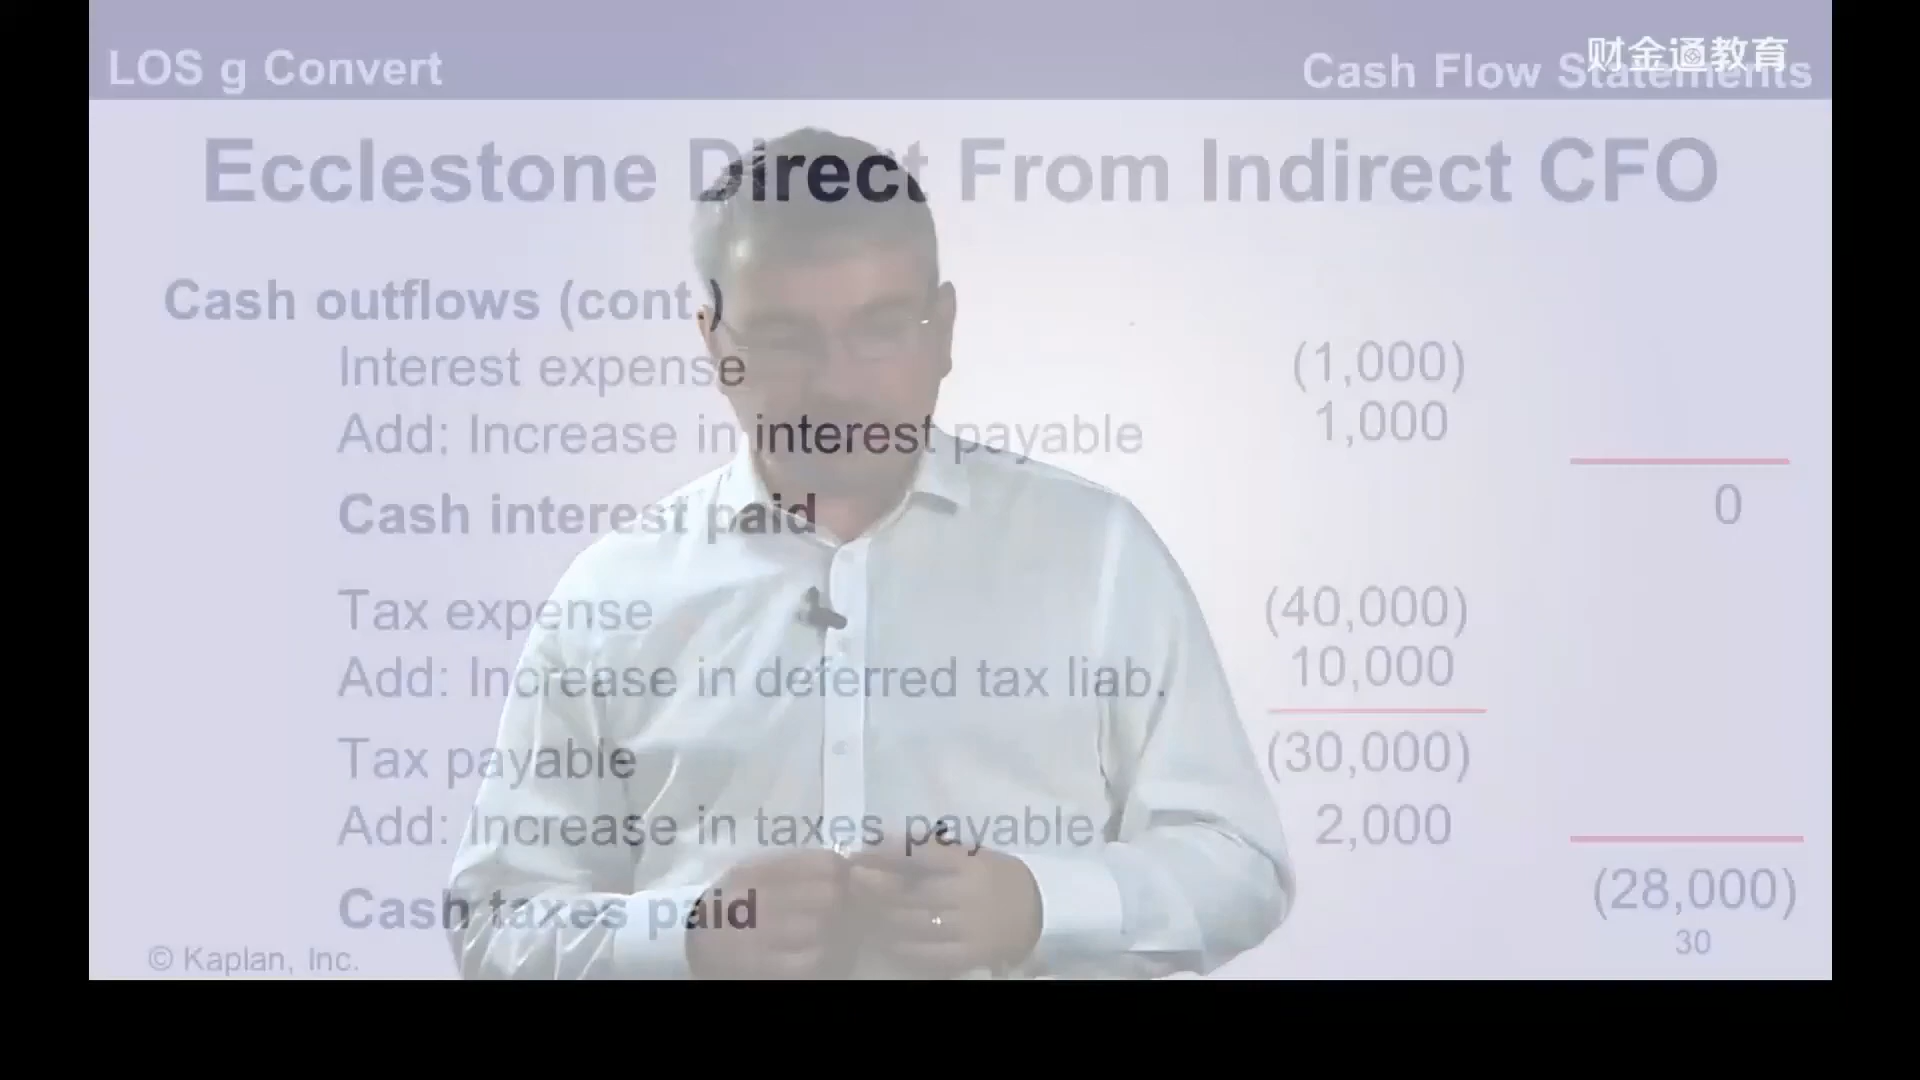 LOS g Convert
Cash Flow Statements
财金通教育
Ecclestone Direct From Indirect CFO
Cash outflows (cont.)
Interest expense (1,000)
Add; Increase in interest payable 1,000
Cash interest paid 0
Tax expense (40,000)
Add: Increase in deferred tax liab. 10,000
Tax payable (30,000)
Add: Increase in taxes payable 2,000
Cash taxes paid (28,000)
© Kaplan, Inc.
30